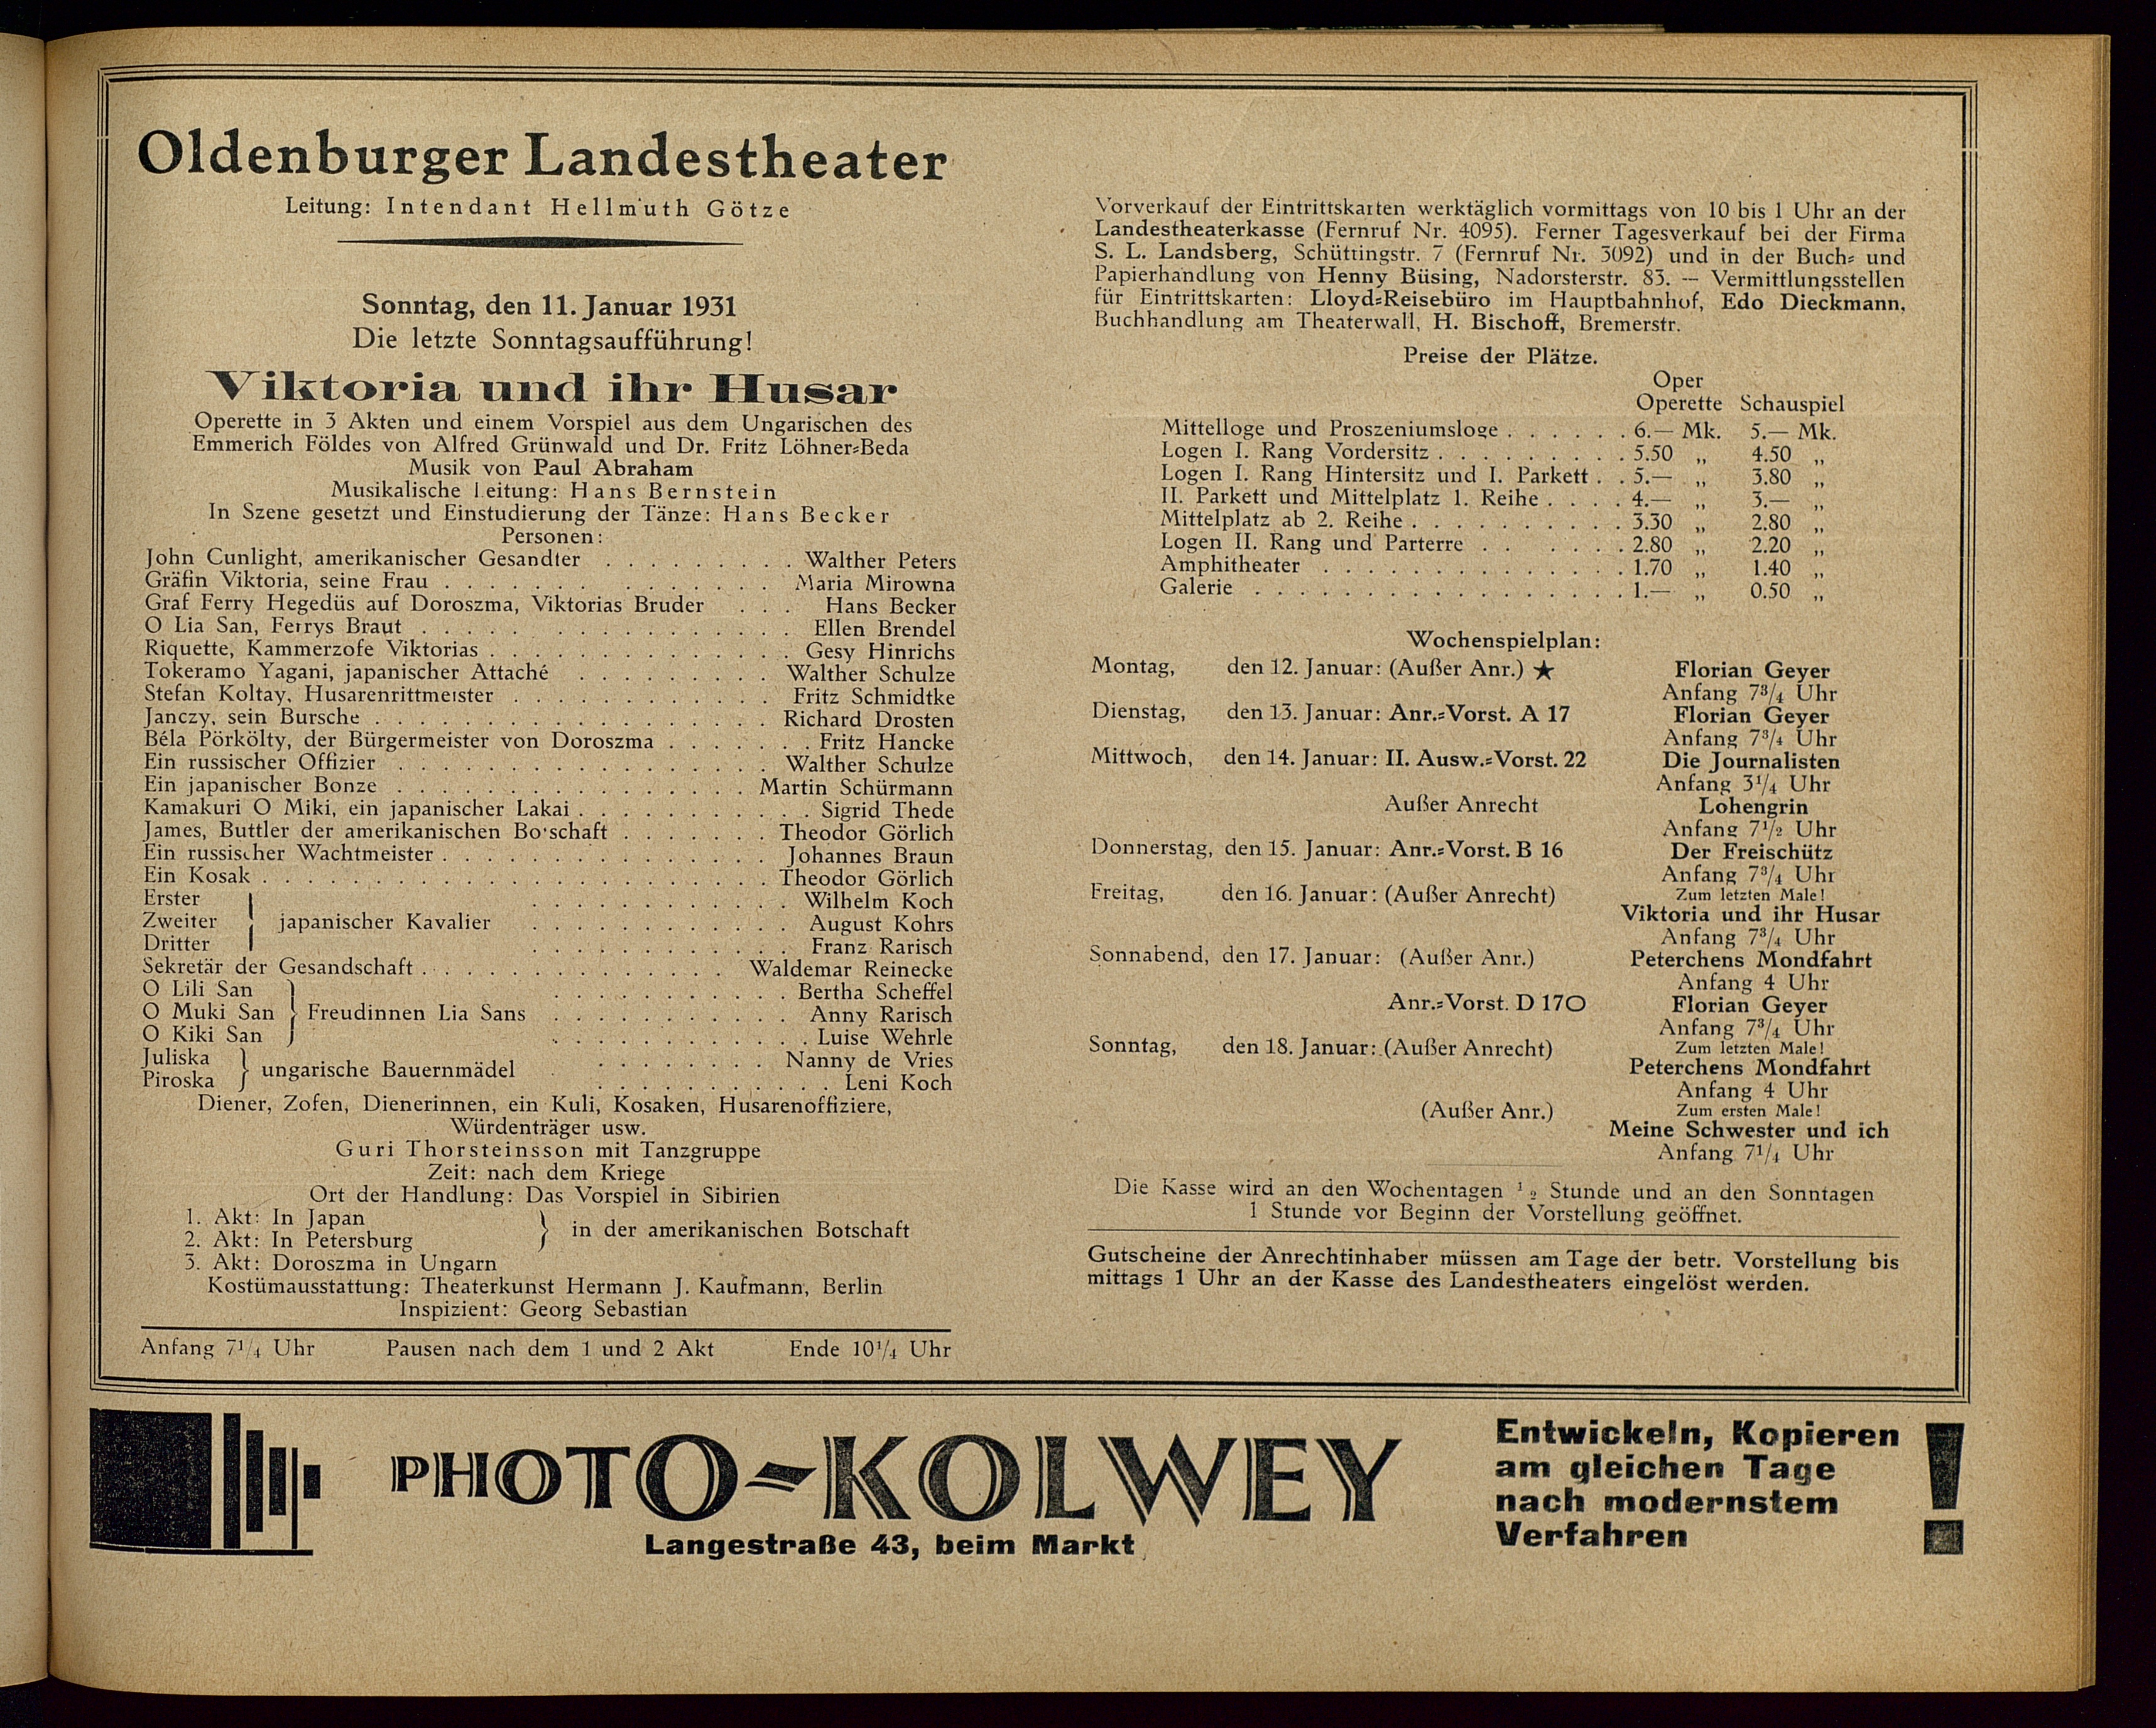 Oldenburger Landestheater
Leitung: Intendant Hellmuth Götze
Sonntag, den 11. Januar 1931
Die letzte Sonntagsaufführung!
Viktoria und ihr Husar
Operette in 3 Akten und einem Vorspiel aus dem Ungarischen des
Emmerich Földes von Alfred Grünwald und Dr. Fritz Löhner=Beda
Musik von Paul Abraham
Musikalische Leitung: Hans Bernstein
In Szene gesetzt und Einstudierung der Tänze: Hans Becker
Personen:
John Cunlight, amerikanischer Gesandter . . . . . . . . . Walther Peters
Gräfin Viktoria, seine Frau . . . . . . . . . . . . . . . Maria Mirowna
Graf Ferry Hegedüs auf Doroszma, Viktorias Bruder . . . Hans Becker
O Lia San, Ferrys Braut . . . . . . . . . . . . . . . . . Ellen Brendel
Riquette, Kammerzofe Viktorias . . . . . . . . . . . . . . Gesy Hinrichs
Tokeramo Yagani, japanischer Attaché . . . . . . . . . Walther Schulze
Stefan Koltay, Husarenrittmeister . . . . . . . . . . . . Fritz Schmidtke
Janczy, sein Bursche . . . . . . . . . . . . . . . . . . Richard Drosten
Béla Pörkölty, der Bürgermeister von Doroszma . . . . . . . Fritz Hancke
Ein russischer Offizier . . . . . . . . . . . . . . . . . Walther Schulze
Ein japanischer Bonze . . . . . . . . . . . . . . . . Martin Schürmann
Kamakuri O Miki, ein japanischer Lakai . . . . . . . . . . . Sigrid Thede
James, Buttler der amerikanischen Botschaft . . . . . . . Theodor Görlich
Ein russischer Wachtmeister . . . . . . . . . . . . . . . Johannes Braun
Ein Kosak . . . . . . . . . . . . . . . . . . . . . . . Theodor Görlich
Erster . . . . . . . . . . . . Wilhelm Koch
Zweiter japanischer Kavalier . . . . . . . . . . . . August Kohrs
Dritter . . . . . . . . . . . . Franz Rarisch
Sekretär der Gesandschaft . . . . . . . . . . . . . . Waldemar Reinecke
O Lili San . . . . . . . . . . . Bertha Scheffel
O Muki San } Freudinnen Lia Sans . . . . . . . . . . . Anny Rarisch
O Kiki San . . . . . . . . . . . . Luise Wehrle
Juliska . . . . . . . . Nanny de Vries
} ungarische Bauernmädel
Piroska . . . . . . . . . . . Leni Koch
Diener, Zofen, Dienerinnen, ein Kuli, Kosaken, Husarenoffiziere,
Würdenträger usw.
Guri Thorsteinsson mit Tanzgruppe
Zeit: nach dem Kriege
Ort der Handlung: Das Vorspiel in Sibirien
1. Akt: In Japan
} in der amerikanischen Botschaft
2. Akt: In Petersburg
3. Akt: Doroszma in Ungarn
Kostümausstattung: Theaterkunst Hermann J. Kaufmann, Berlin
Inspizient: Georg Sebastian
Anfang 7¹/₄ Uhr Pausen nach dem 1 und 2 Akt Ende 10¹/₄ Uhr
Vorverkauf der Eintrittskarten werktäglich vormittags von 10 bis 1 Uhr an der
Landestheaterkasse (Fernruf Nr. 4095). Ferner Tagesverkauf bei der Firma
S. L. Landsberg, Schüttingstr. 7 (Fernruf Nr. 3092) und in der Buch= und
Papierhandlung von Henny Büsing, Nadorsterstr. 83. — Vermittlungsstellen
für Eintrittskarten: Lloyd=Reisebüro im Hauptbahnhof, Edo Dieckmann,
Buchhandlung am Theaterwall, H. Bischoff, Bremerstr.
Preise der Plätze.
Oper
Operette Schauspiel
Mittelloge und Proszeniumsloge . . . . . . 6.— Mk. 5.— Mk.
Logen I. Rang Vordersitz . . . . . . . . . 5.50 „ 4.50 „
Logen I. Rang Hintersitz und I. Parkett . . 5.— „ 3.80 „
II. Parkett und Mittelplatz 1. Reihe . . . . 4.— „ 3.— „
Mittelplatz ab 2. Reihe . . . . . . . . . . 3.30 „ 2.80 „
Logen II. Rang und Parterre . . . . . . 2.80 „ 2.20 „
Amphitheater . . . . . . . . . . . . . . 1.70 „ 1.40 „
Galerie . . . . . . . . . . . . . . . . . 1.— „ 0.50 „
Wochenspielplan:
Montag, den 12. Januar: (Außer Anr.) ★ Florian Geyer
Anfang 7³/₄ Uhr
Dienstag, den 13. Januar: Anr.=Vorst. A 17 Florian Geyer
Anfang 7³/₄ Uhr
Mittwoch, den 14. Januar: II. Ausw.=Vorst. 22 Die Journalisten
Anfang 3¹/₄ Uhr
Außer Anrecht Lohengrin
Anfang 7¹/₂ Uhr
Donnerstag, den 15. Januar: Anr.=Vorst. B 16 Der Freischütz
Anfang 7³/₄ Uhr
Freitag, den 16. Januar: (Außer Anrecht) Zum letzten Male!
Viktoria und ihr Husar
Anfang 7³/₄ Uhr
Sonnabend, den 17. Januar: (Außer Anr.) Peterchens Mondfahrt
Anfang 4 Uhr
Anr.=Vorst. D 17O Florian Geyer
Anfang 7³/₄ Uhr
Sonntag, den 18. Januar: (Außer Anrecht) Zum letzten Male!
Peterchens Mondfahrt
Anfang 4 Uhr
(Außer Anr.) Zum ersten Male!
Meine Schwester und ich
Anfang 7¹/₄ Uhr
Die Kasse wird an den Wochentagen ¹/₂ Stunde und an den Sonntagen
1 Stunde vor Beginn der Vorstellung geöffnet.
Gutscheine der Anrechtinhaber müssen am Tage der betr. Vorstellung bis
mittags 1 Uhr an der Kasse des Landestheaters eingelöst werden.
PHOTO-KOLWEY
Langestraße 43, beim Markt
Entwickeln, Kopieren
am gleichen Tage
nach modernstem
Verfahren !